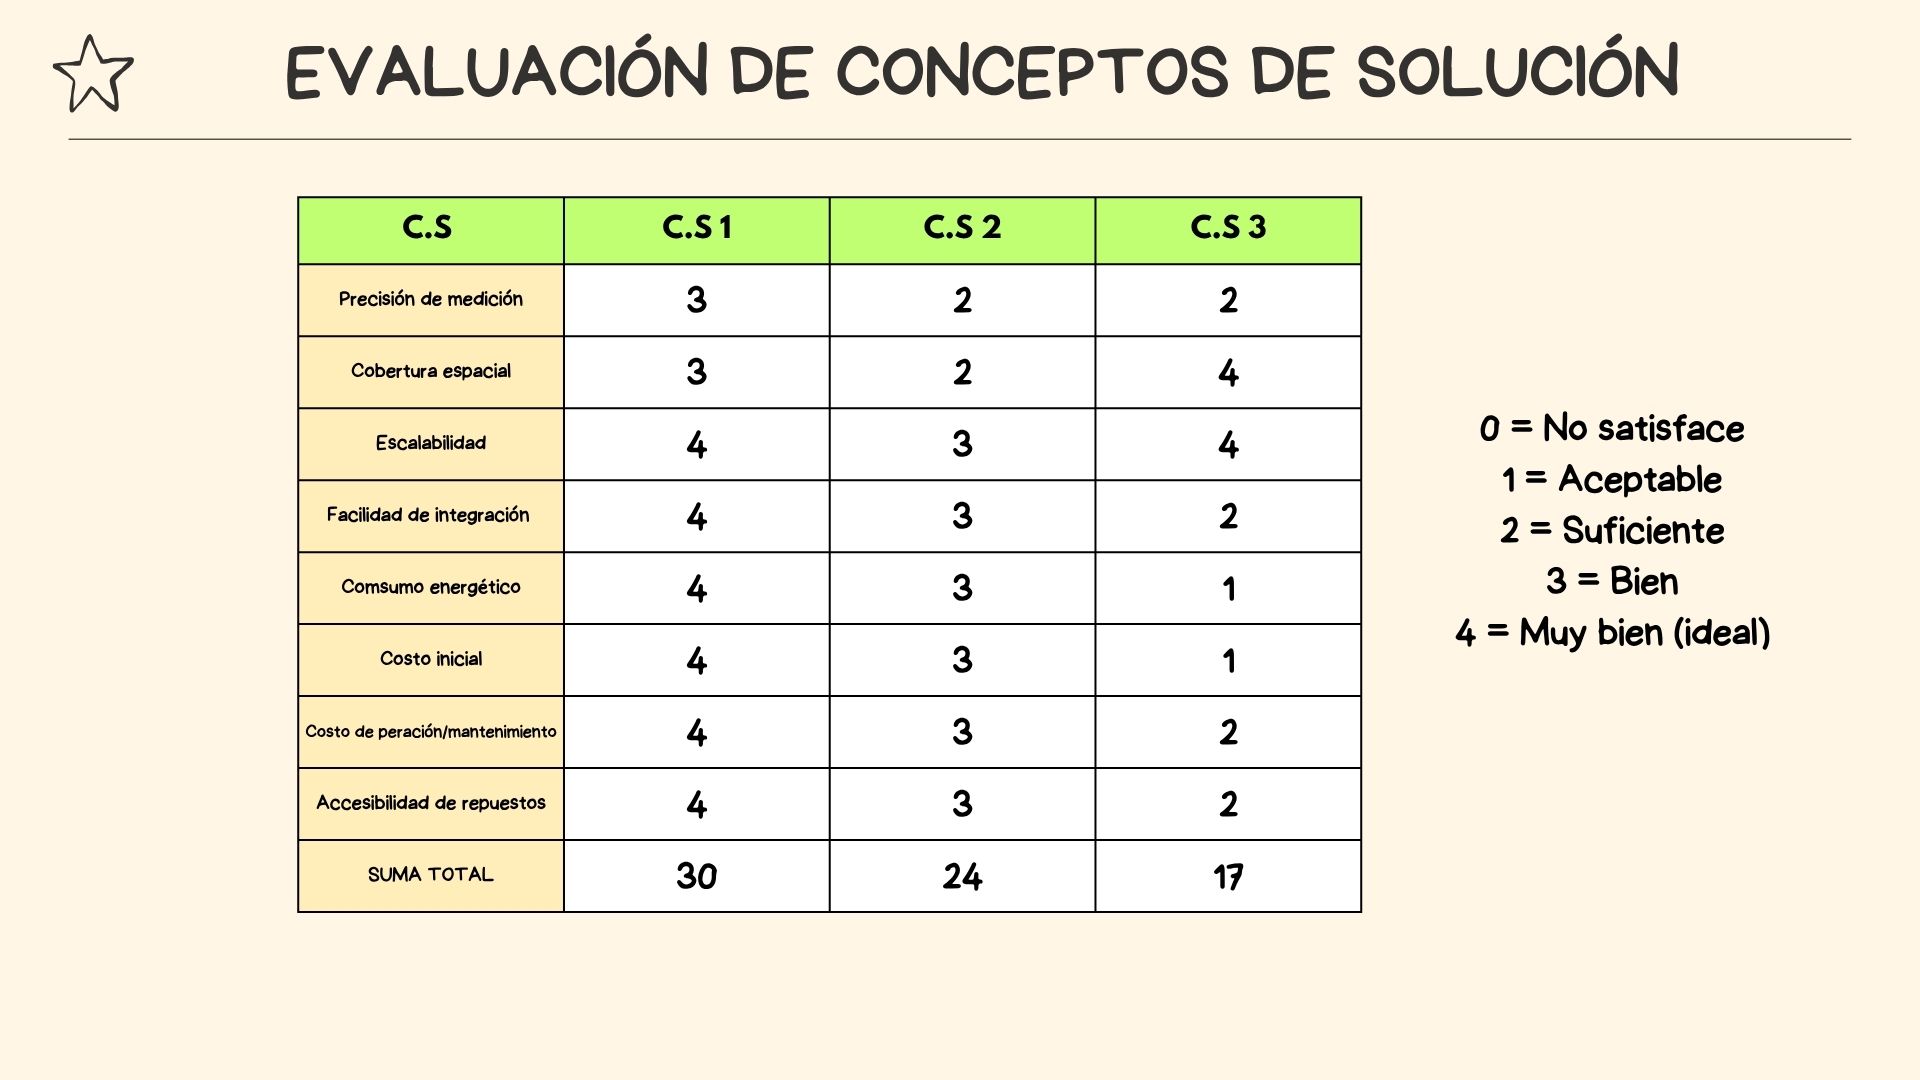 EVALUACIÓN DE CONCEPTOS DE SOLUCIÓN
C.S C.S 1 C.S 2 C.S 3
Precisión de medición 3 2 2
Cobertura espacial 3 2 4
Escalabilidad 4 3 4
Facilidad de integración 4 3 2
Comsumo energético 4 3 1
Costo inicial 4 3 1
Costo de peración/mantenimiento 4 3 2
Accesibilidad de repuestos 4 3 2
SUMA TOTAL 30 24 17
0 = No satisface
1 = Aceptable
2 = Suficiente
3 = Bien
4 = Muy bien (ideal)